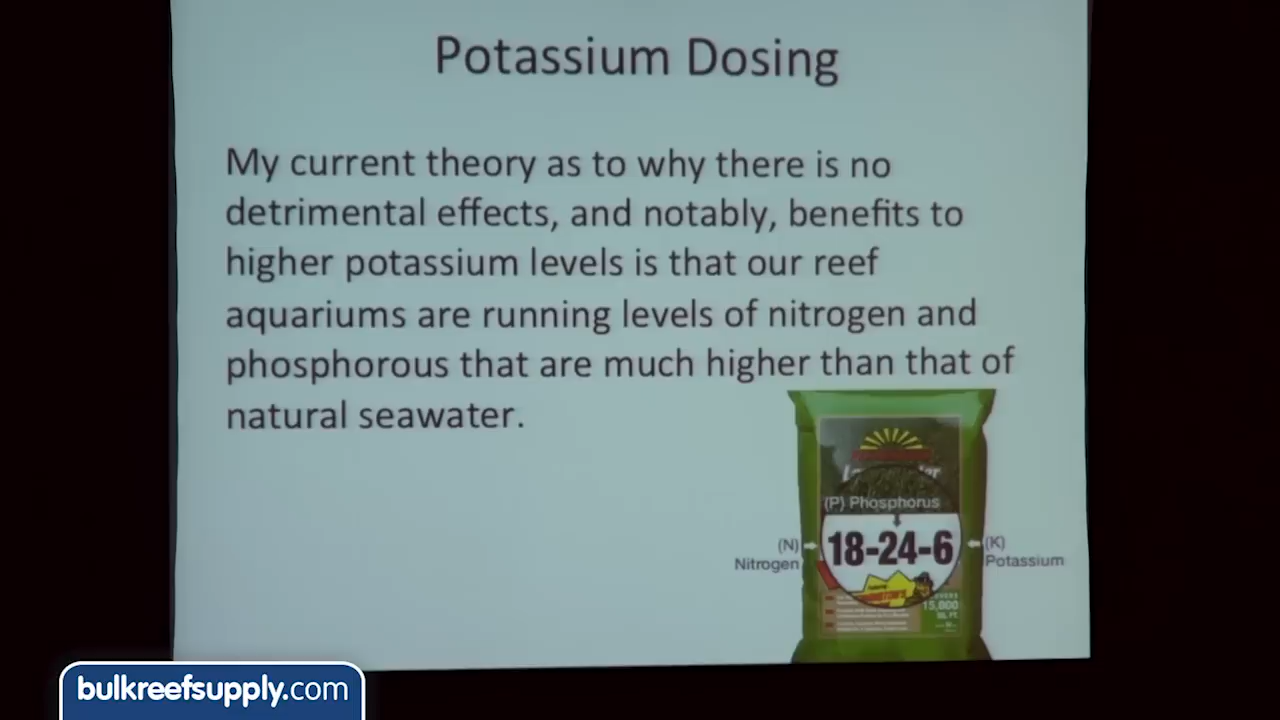 Potassium Dosing
My current theory as to why there is no
detrimental effects, and notably, benefits to
higher potassium levels is that our reef
aquariums are running levels of nitrogen and
phosphorous that are much higher than that of
natural seawater.
(P) Phosphorus
18-24-6
(N)
Nitrogen
(K)
Potassium
15,000
SQ. FT.
bulkreefsupply.com